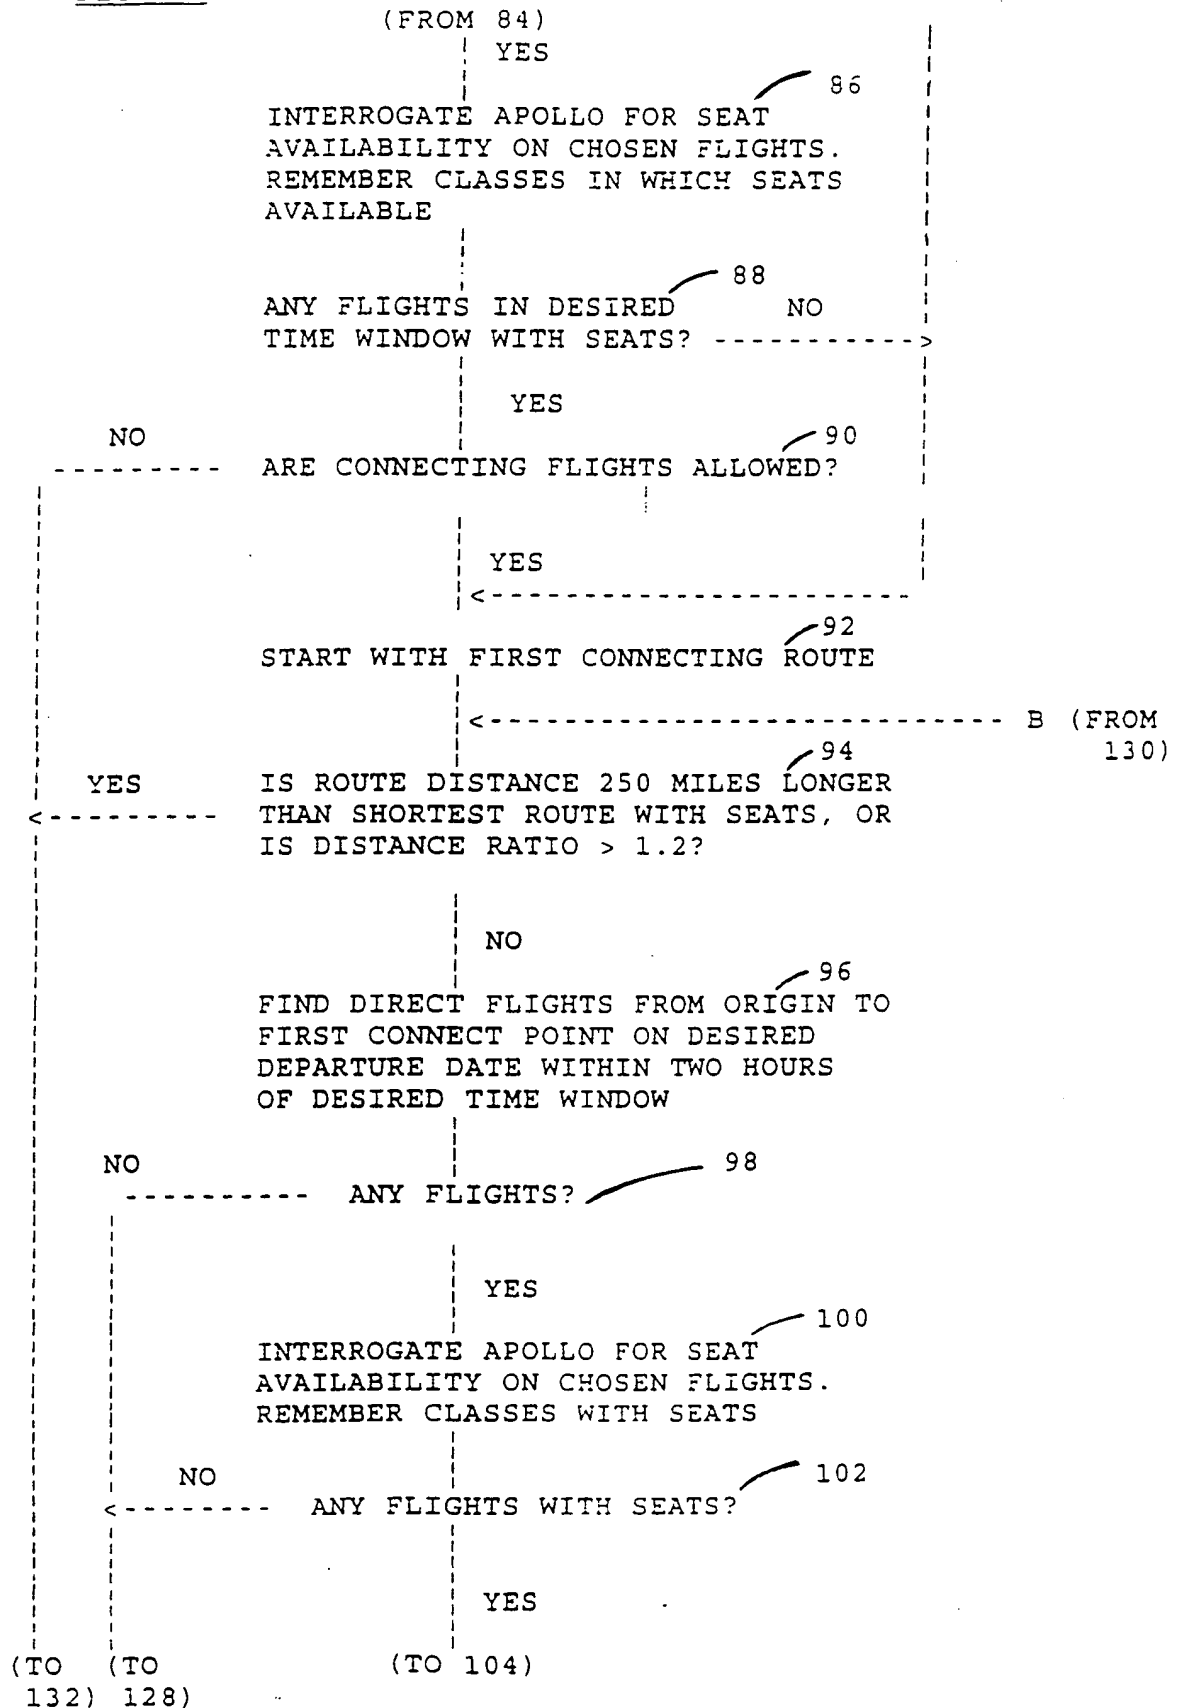 (FROM 84)
YES
86
INTERROGATE APOLLO FOR SEAT
AVAILABILITY ON CHOSEN FLIGHTS.
REMEMBER CLASSES IN WHICH SEATS
AVAILABLE
88
ANY FLIGHTS IN DESIRED NO
TIME WINDOW WITH SEATS?
YES
NO
90
ARE CONNECTING FLIGHTS ALLOWED?
YES
92
START WITH FIRST CONNECTING ROUTE
B (FROM
130)
94
YES
IS ROUTE DISTANCE 250 MILES LONGER
THAN SHORTEST ROUTE WITH SEATS, OR
IS DISTANCE RATIO > 1.2?
NO
96
FIND DIRECT FLIGHTS FROM ORIGIN TO
FIRST CONNECT POINT ON DESIRED
DEPARTURE DATE WITHIN TWO HOURS
OF DESIRED TIME WINDOW
NO
98
ANY FLIGHTS?
YES
100
INTERROGATE APOLLO FOR SEAT
AVAILABILITY ON CHOSEN FLIGHTS.
REMEMBER CLASSES WITH SEATS
NO
102
ANY FLIGHTS WITH SEATS?
YES
(TO (TO (TO 104)
132) 128)